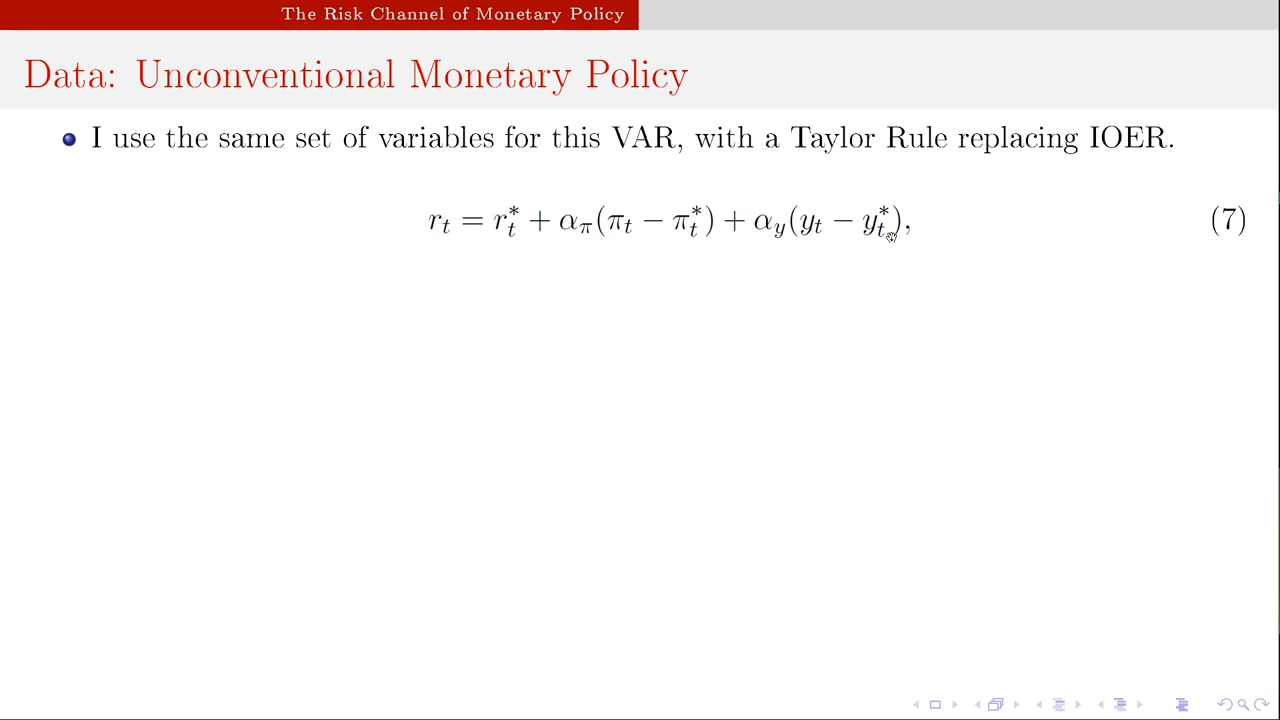 The Risk Channel of Monetary Policy
Data: Unconventional Monetary Policy
I use the same set of variables for this VAR, with a Taylor Rule replacing IOER.
r_t = r_t^* + α_π(π_t − π_t^*) + α_y(y_t − y_t^*), (7)